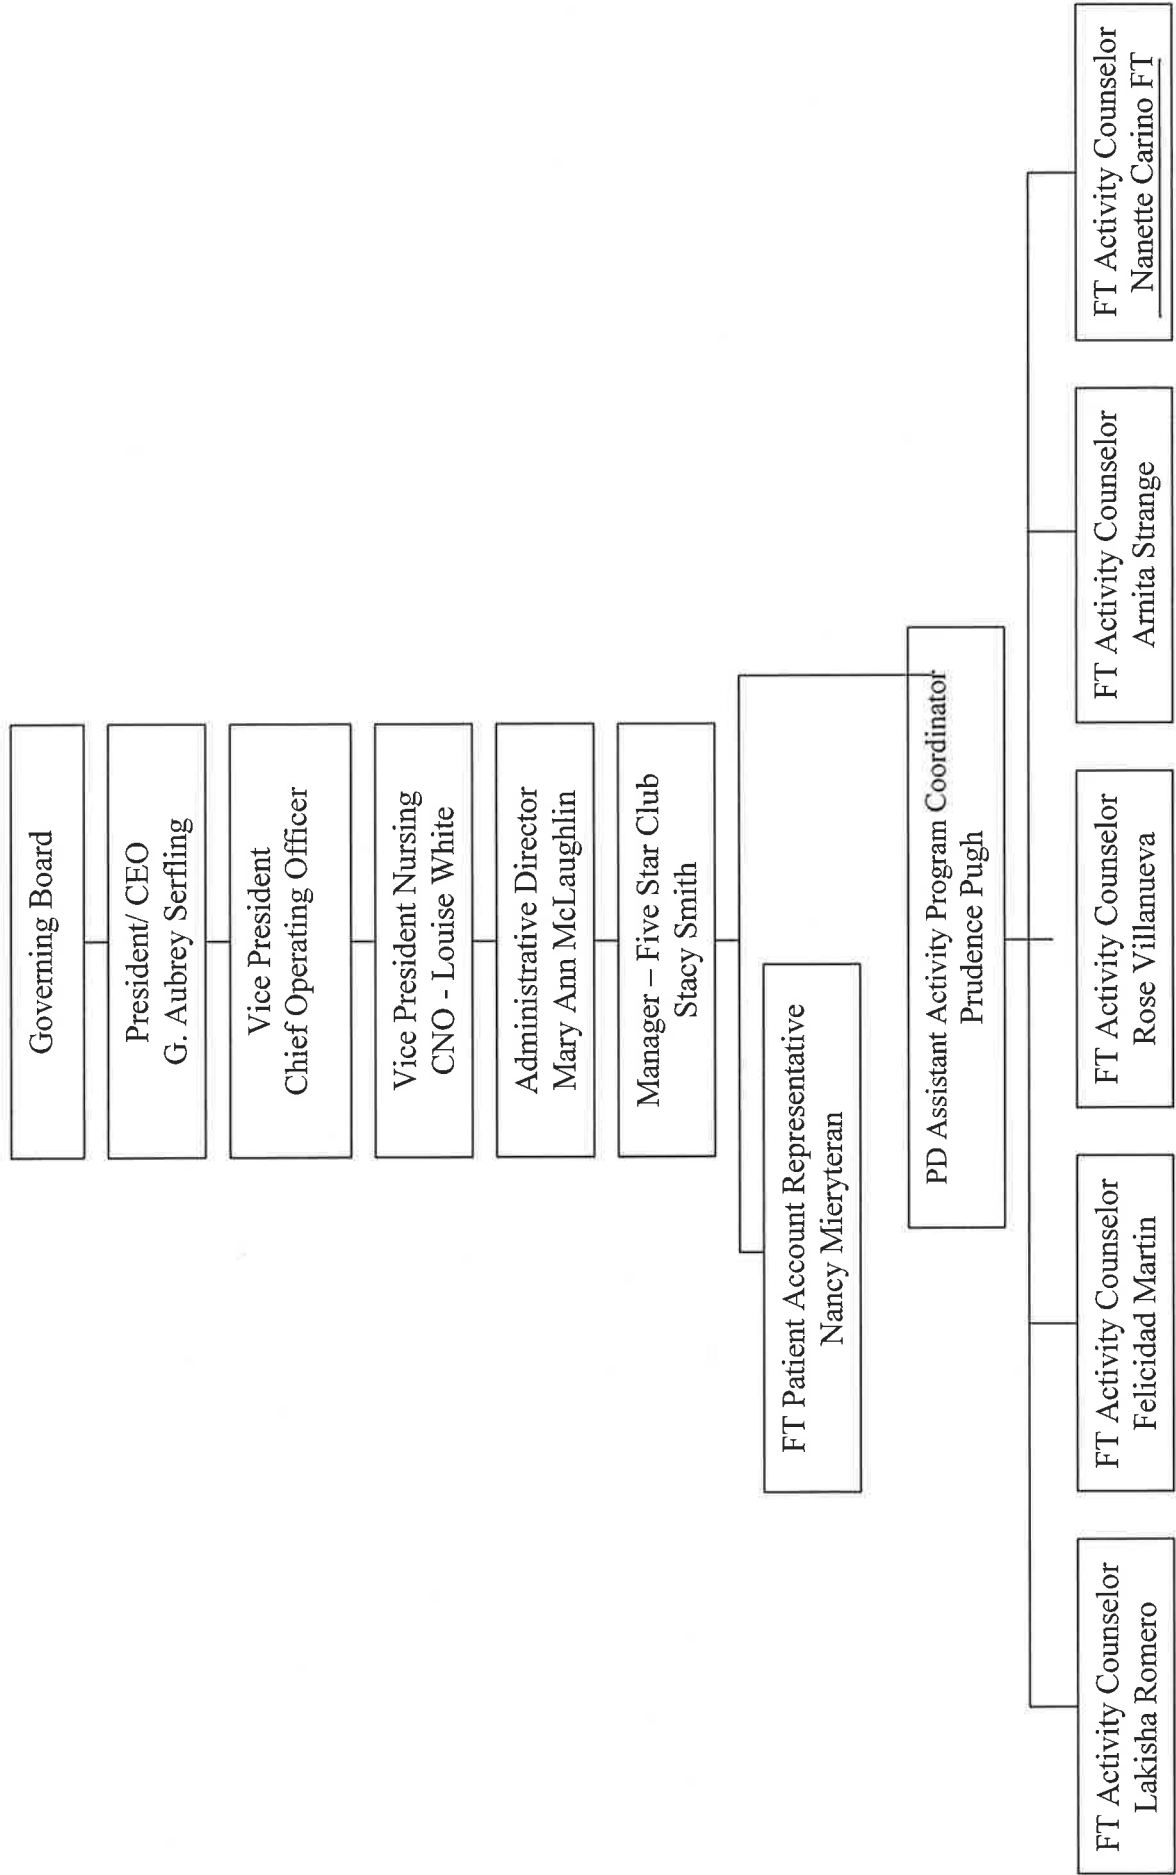 Governing Board
President/ CEO
G. Aubrey Serfling
Vice President
Chief Operating Officer
Vice President Nursing
CNO - Louise White
Administrative Director
Mary Ann McLaughlin
Manager – Five Star Club
Stacy Smith
FT Patient Account Representative
Nancy Mieryteran
PD Assistant Activity Program Coordinator
Prudence Pugh
FT Activity Counselor
Lakisha Romero
FT Activity Counselor
Felicidad Martin
FT Activity Counselor
Rose Villanueva
FT Activity Counselor
Arnita Strange
FT Activity Counselor
Nanette Carino FT